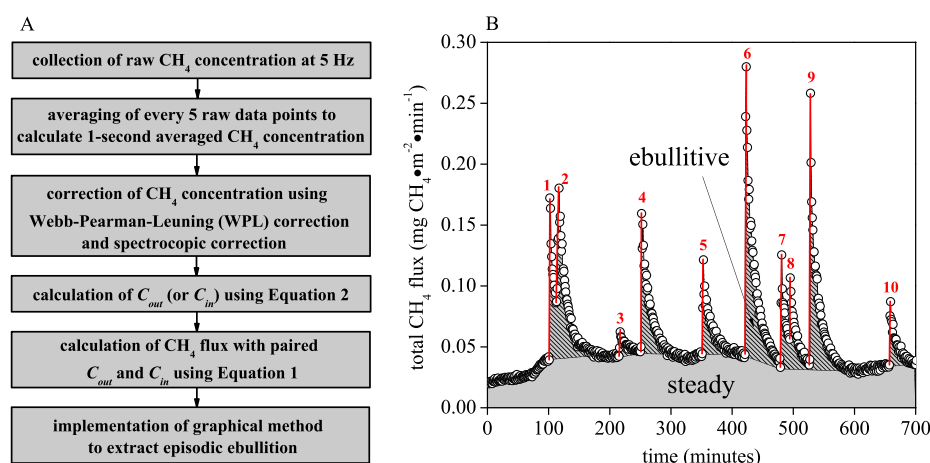 A
collection of raw CH₄ concentration at 5 Hz
averaging of every 5 raw data points to
calculate 1-second averaged CH₄ concentration
correction of CH₄ concentration using
Webb-Pearman-Leuning (WPL) correction
and spectrocopic correction
calculation of C_out (or C_in) using Equation 2
calculation of CH₄ flux with paired
C_out and C_in using Equation 1
implementation of graphical method
to extract episodic ebullition
B
total CH₄ flux (mg CH₄•m⁻²•min⁻¹)
0.30
0.25
0.20
0.15
0.10
0.05
0.00
1
2
3
4
5
6
7
8
9
10
ebullitive
steady
0 100 200 300 400 500 600 700
time (minutes)